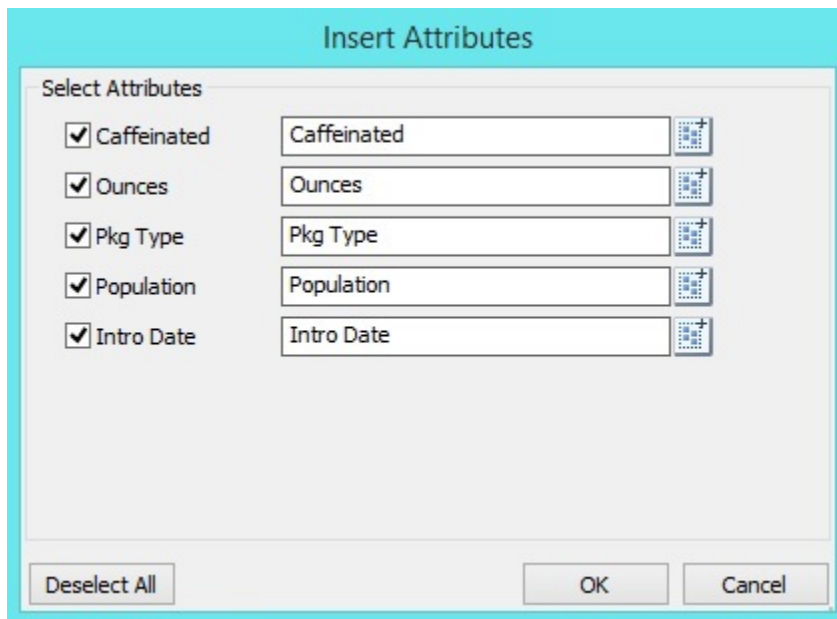 Insert Attributes
Select Attributes
Caffeinated Caffeinated
Ounces Ounces
Pkg Type Pkg Type
Population Population
Intro Date Intro Date
Deselect All OK Cancel